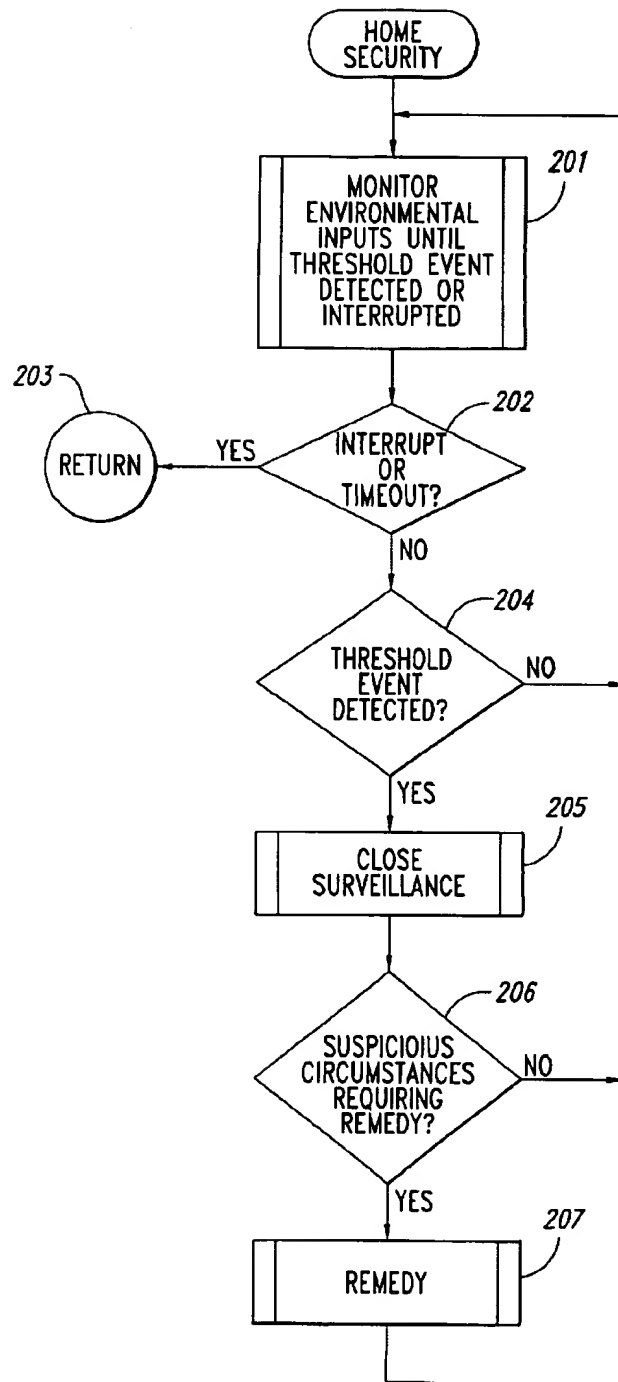 HOME
SECURITY
201
MONITOR
ENVIRONMENTAL
INPUTS UNTIL
THRESHOLD EVENT
DETECTED OR
INTERRUPTED
203
202
RETURN
YES
INTERRUPT
OR
TIMEOUT?
NO
204
THRESHOLD
EVENT
DETECTED?
NO
YES
205
CLOSE
SURVEILLANCE
206
SUSPICIOIUS
CIRCUMSTANCES
REQUIRING
REMEDY?
NO
YES
207
REMEDY